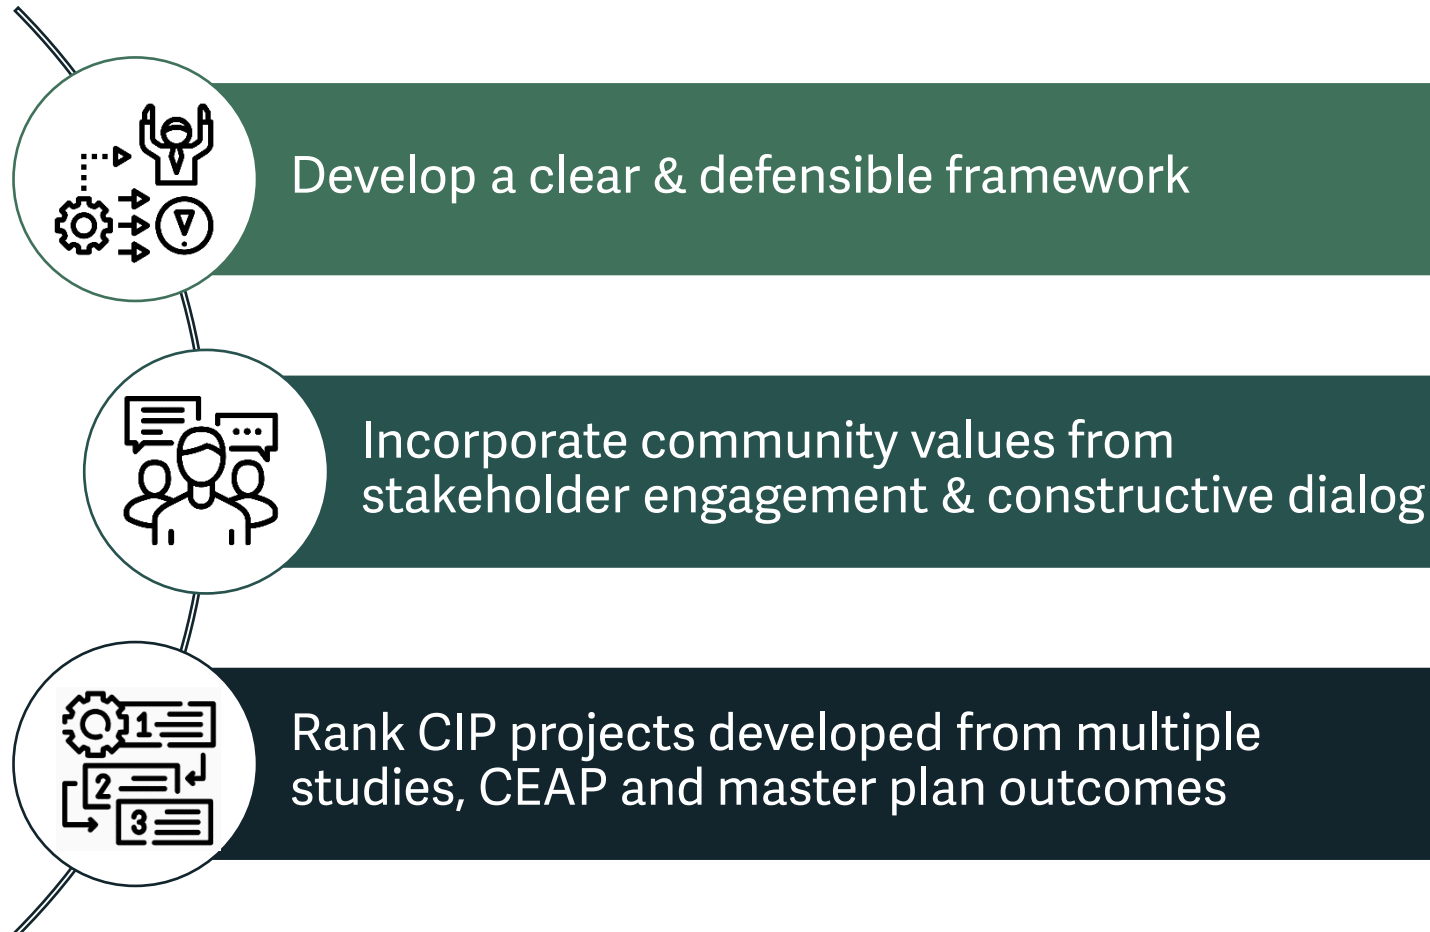 Develop a clear & defensible framework
Incorporate community values from
stakeholder engagement & constructive dialog
1
2
3
Rank CIP projects developed from multiple
studies, CEAP and master plan outcomes